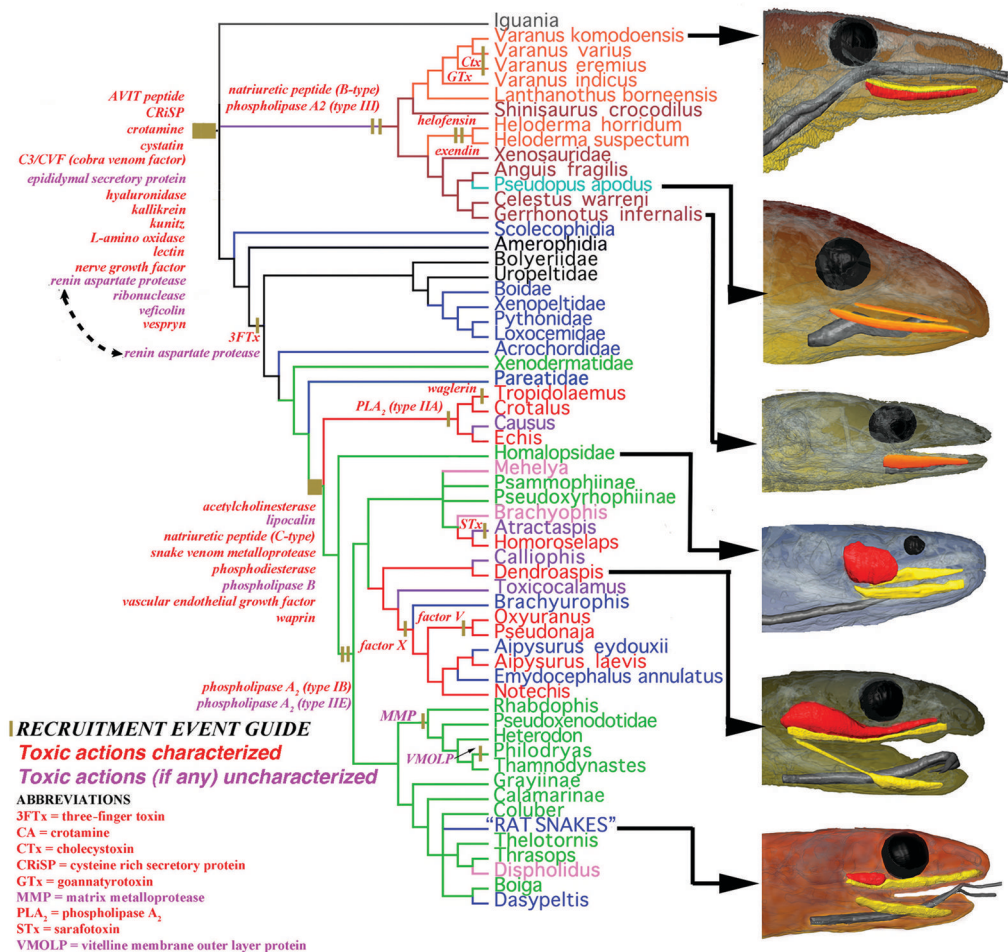 Iguania
Varanus komodoensis
Varanus varius
Ctx
Varanus eremius
GTx
Varanus indicus
natriuretic peptide (B-type)
Lanthanothus borneensis
AVIT peptide
phospholipase A2 (type III)
Shinisaurus crocodilus
CRiSP
helofensin
Heloderma horridum
crotamine
Heloderma suspectum
cystatin
exendin
Xenosauridae
C3/CVF (cobra venom factor)
Anguis fragilis
epididymal secretory protein
Pseudopus apodus
hyaluronidase
Celestus warreni
kallikrein
Gerrhonotus infernalis
kunitz
Scolecophidia
L-amino oxidase
Amerophidia
lectin
Bolyeriidae
nerve growth factor
Uropeltidae
renin aspartate protease
Boidae
ribonuclease
Xenopeltidae
veficolin
Pythonidae
vespryn
Loxocemidae
3FTx
renin aspartate protease
Acrochordidae
Xenodermatidae
Pareatidae
waglerin
Tropidolaemus
PLA2 (type IIA)
Crotalus
Causus
Echis
Homalopsidae
Mehelya
Psammophiinae
Pseudoxyrhophiinae
acetylcholinesterase
Brachyophis
lipocalin
STx
Atractaspis
natriuretic peptide (C-type)
Homoroselaps
snake venom metalloprotease
Calliophis
phosphodiesterase
Dendroaspis
phospholipase B
Toxicocalamus
vascular endothelial growth factor
Brachyurophis
waprin
factor V
Oxyuranus
factor X
Pseudonaja
Aipysurus eydouxii
Aipysurus laevis
Emydocephalus annulatus
phospholipase A2 (type IB)
Notechis
phospholipase A2 (type IIE)
Rhabdophis
MMP
Pseudoxenodotidae
Heterodon
VMOLP
Philodryas
Thamnodynastes
Grayiinae
Calamarinae
Coluber
"RAT SNAKES"
Thelotornis
Thrasops
Dispholidus
Boiga
Dasypeltis
RECRUITMENT EVENT GUIDE
Toxic actions characterized
Toxic actions (if any) uncharacterized
ABBREVIATIONS
3FTx = three-finger toxin
CA = crotamine
CTx = cholecystoxin
CRiSP = cysteine rich secretory protein
GTx = goannatyrotoxin
MMP = matrix metalloprotease
PLA2 = phospholipase A2
STx = sarafotoxin
VMOLP = vitelline membrane outer layer protein